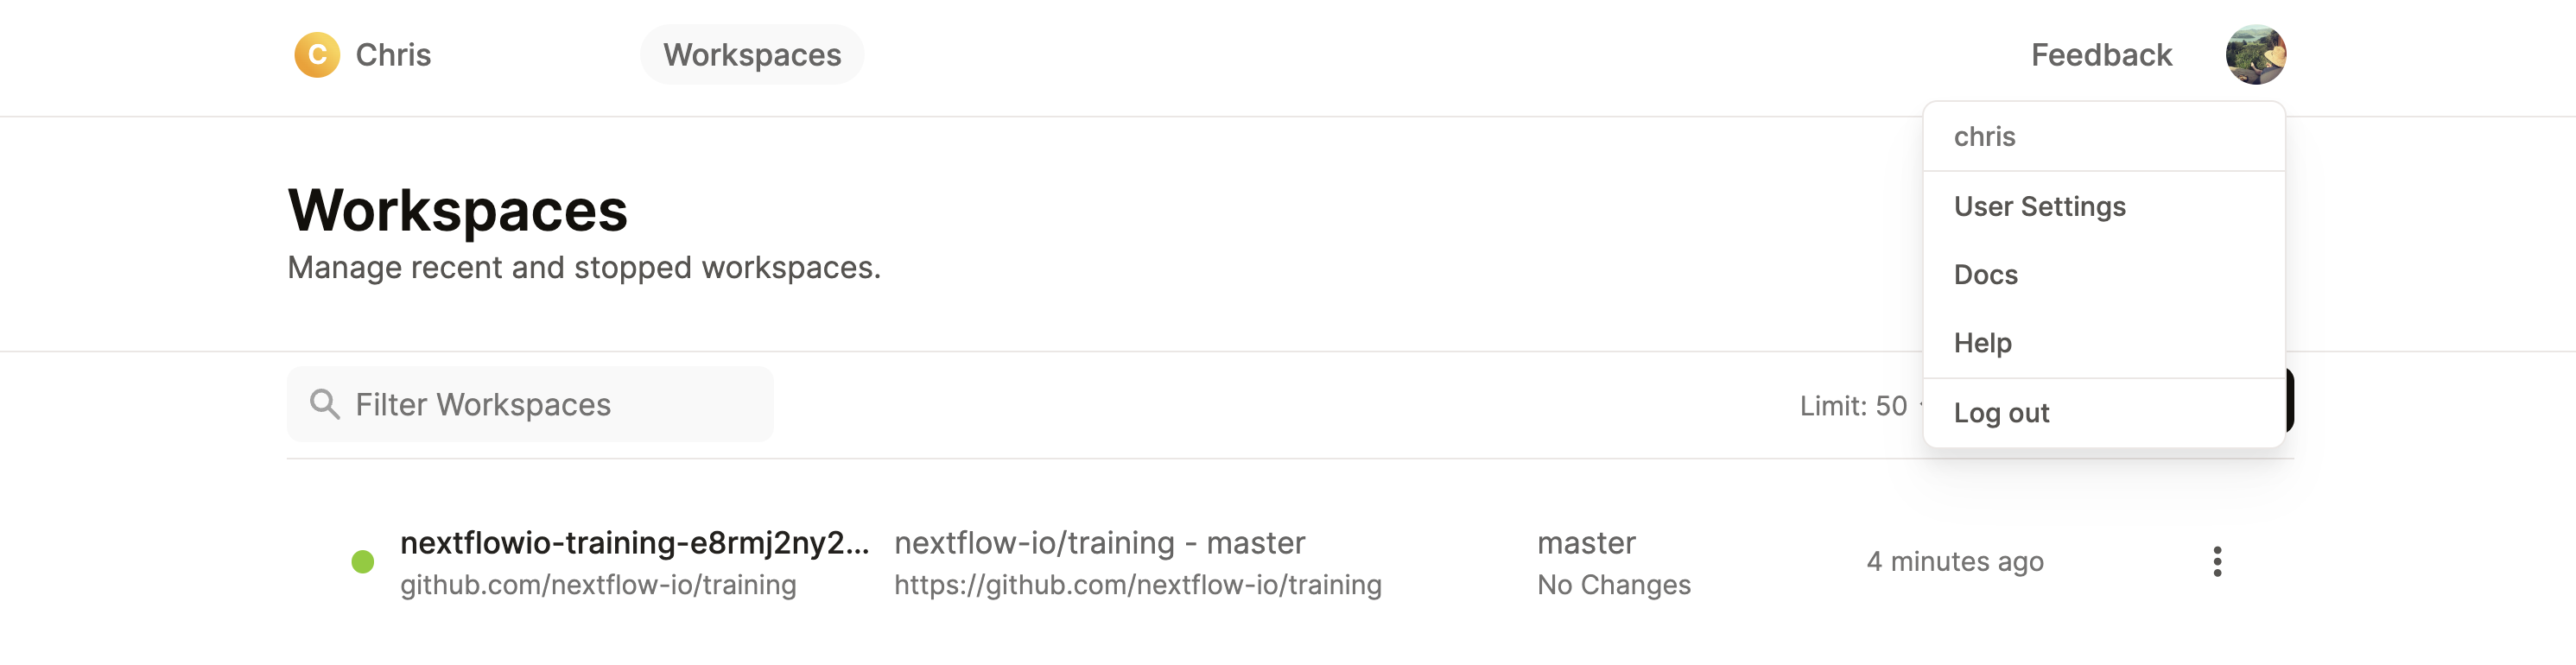 C Chris
Workspaces
Feedback
chris
User Settings
Docs
Help
Log out
Workspaces
Manage recent and stopped workspaces.
Filter Workspaces
Limit: 50
nextflowio-training-e8rmj2ny2...
github.com/nextflow-io/training
nextflow-io/training - master
https://github.com/nextflow-io/training
master
No Changes
4 minutes ago